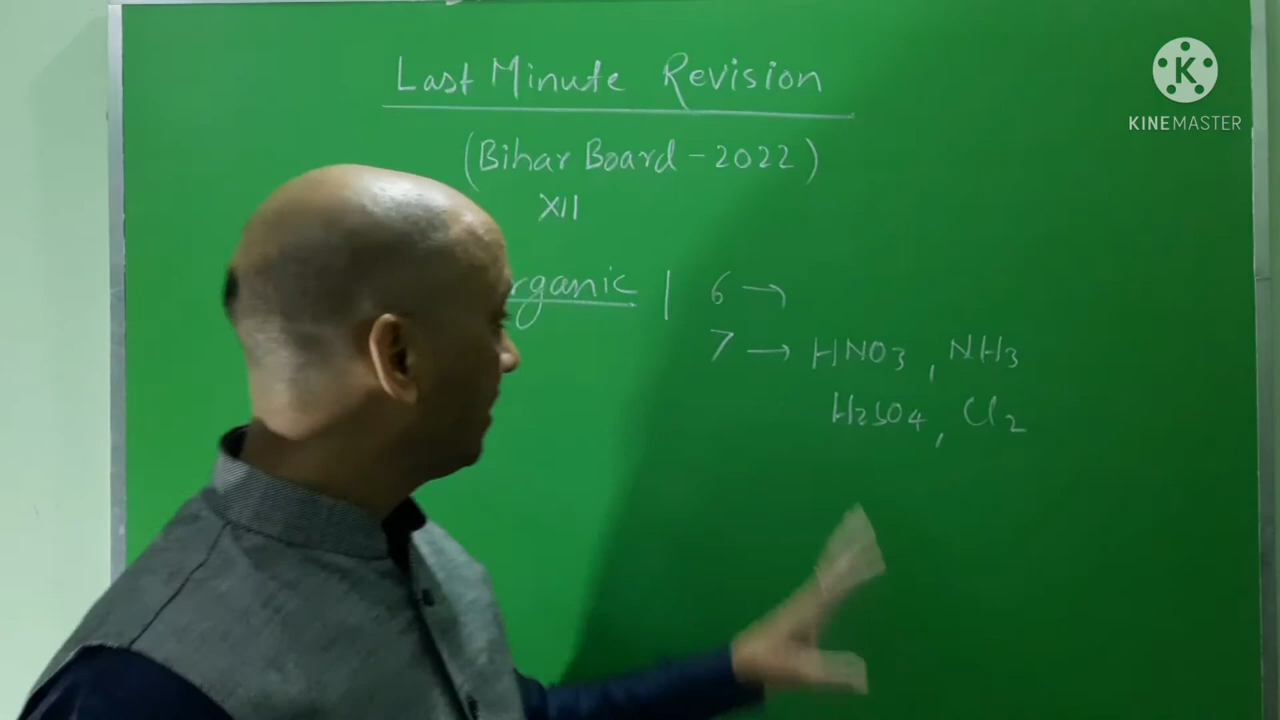 Last Minute Revision
(Bihar Board - 2022)
XII
rganic | 6 →
7 → HNO3, NH3
H2SO4, Cl2
K
KINEMASTER